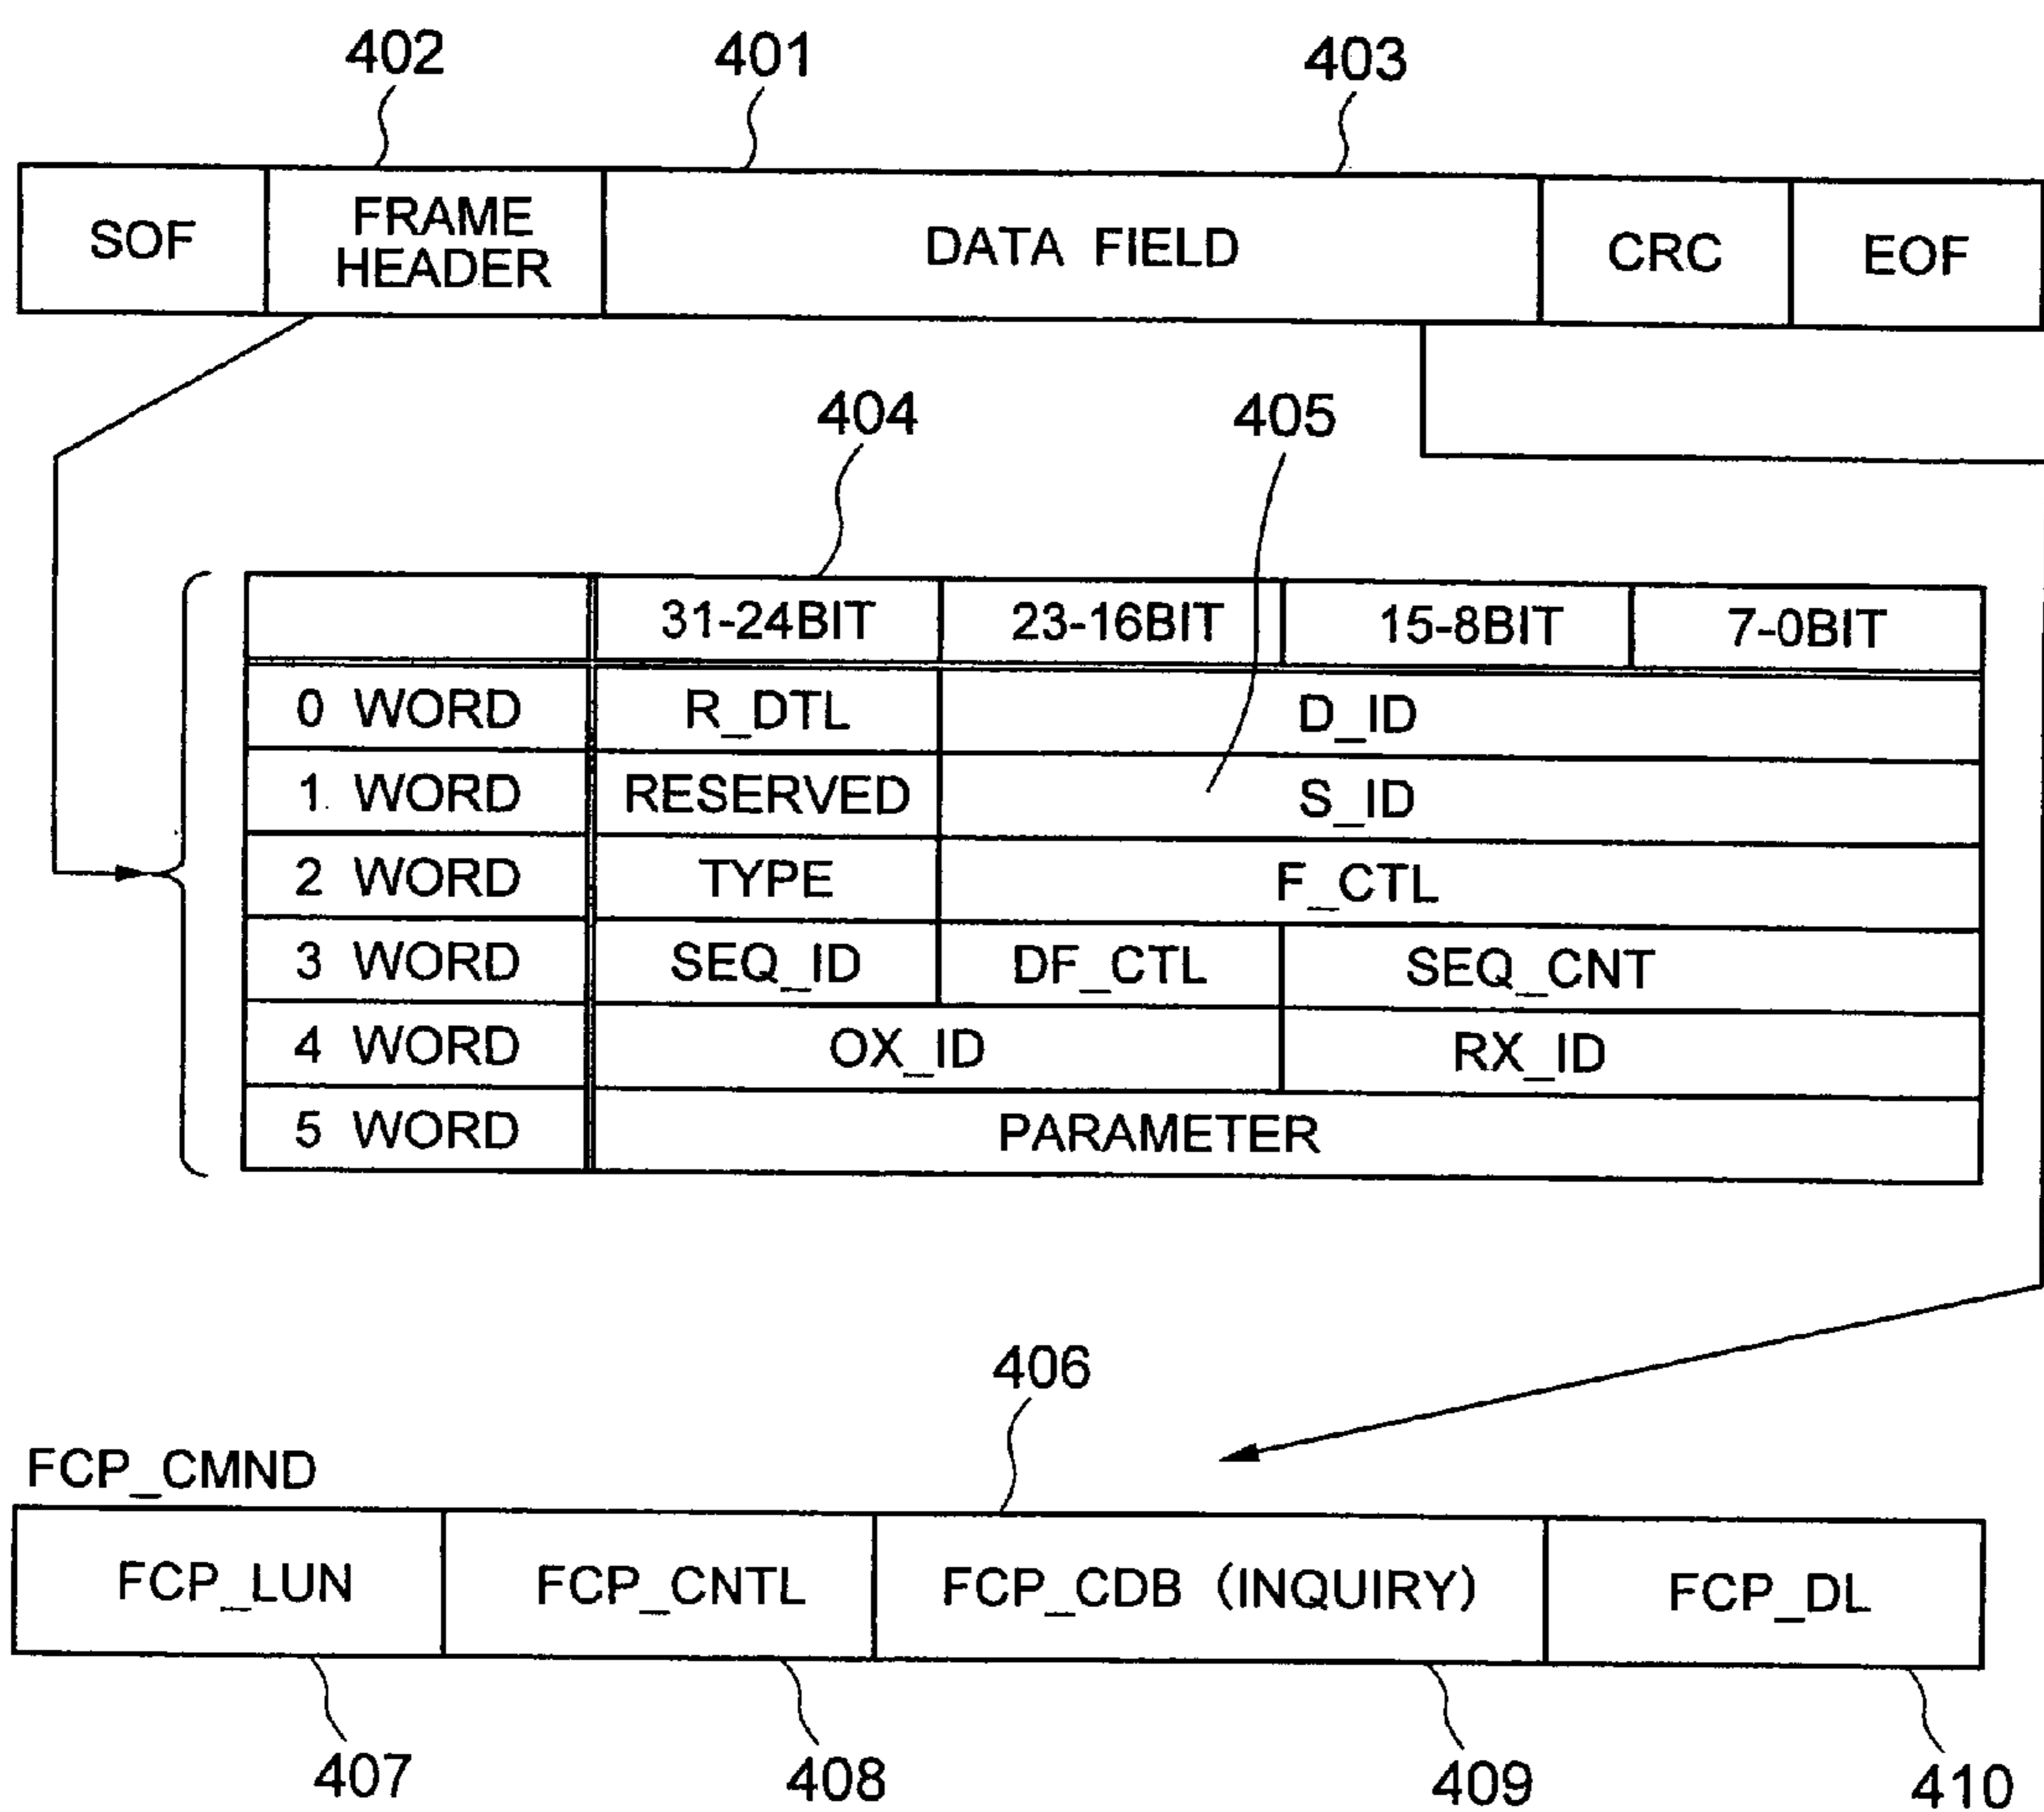 402 401 403
SOF FRAME HEADER DATA FIELD CRC EOF
404 405
31-24BIT 23-16BIT 15-8BIT 7-0BIT
0 WORD R_DTL D_ID
1 WORD RESERVED S_ID
2 WORD TYPE F_CTL
3 WORD SEQ_ID DF_CTL SEQ_CNT
4 WORD OX_ID RX_ID
5 WORD PARAMETER
406
FCP_CMND
FCP_LUN FCP_CNTL FCP_CDB (INQUIRY) FCP_DL
407 408 409 410